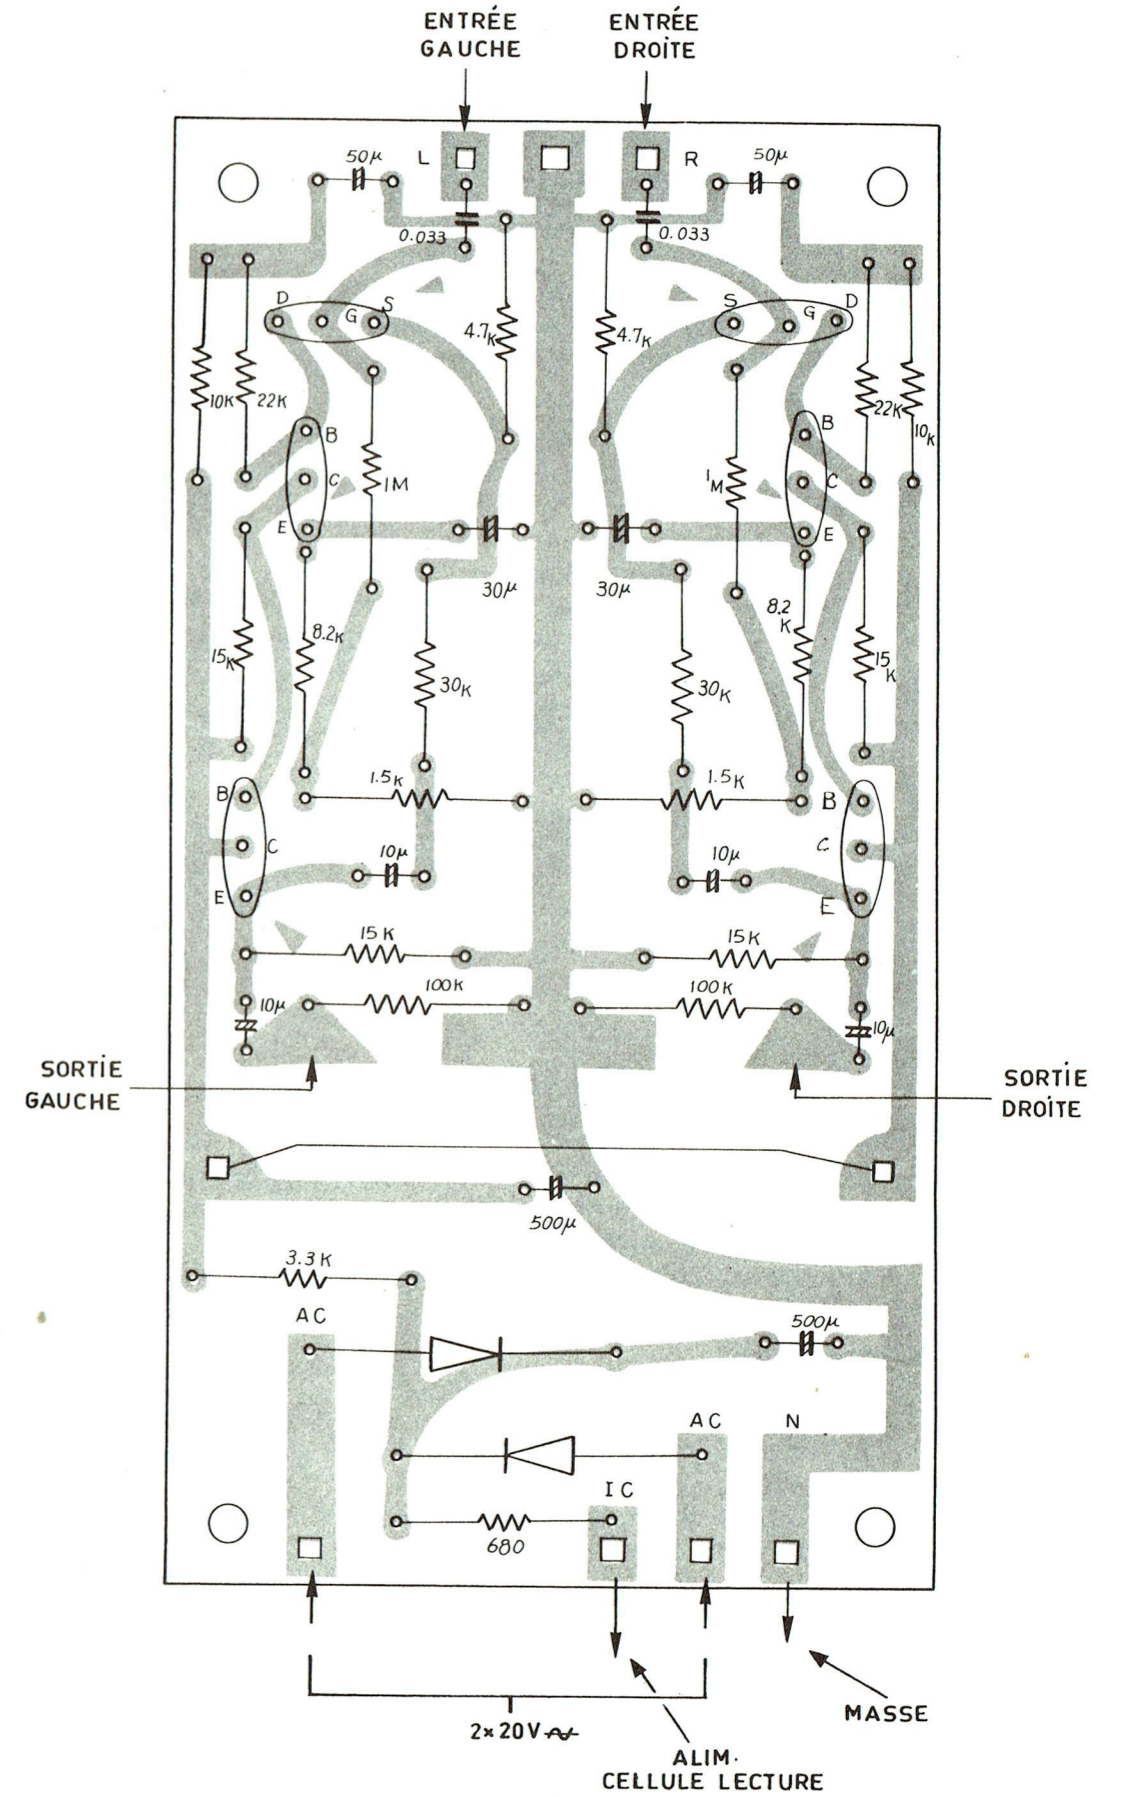 ENTRÉE
GAUCHE
ENTRÉE
DROITE
L
R
50µ
50µ
0.033
0.033
D
G
S
S
G
D
4.7K
4.7K
10K
22K
22K
10K
B
B
C
1M
1M
C
E
E
30µ
30µ
8.2K
8.2
K
15K
15
K
30K
30K
1.5K
1.5K
B
B
C
C
10µ
10µ
E
E
15K
15K
100K
100K
10µ
10µ
SORTIE
GAUCHE
SORTIE
DROITE
500µ
3.3K
AC
500µ
AC
N
IC
680
2×20V
MASSE
ALIM.
CELLULE LECTURE